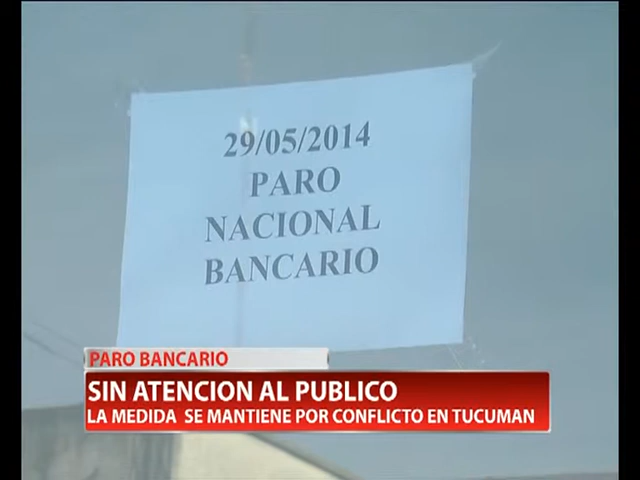 29/05/2014
PARO
NACIONAL
BANCARIO
PARO BANCARIO
SIN ATENCION AL PUBLICO
LA MEDIDA SE MANTIENE POR CONFLICTO EN TUCUMAN